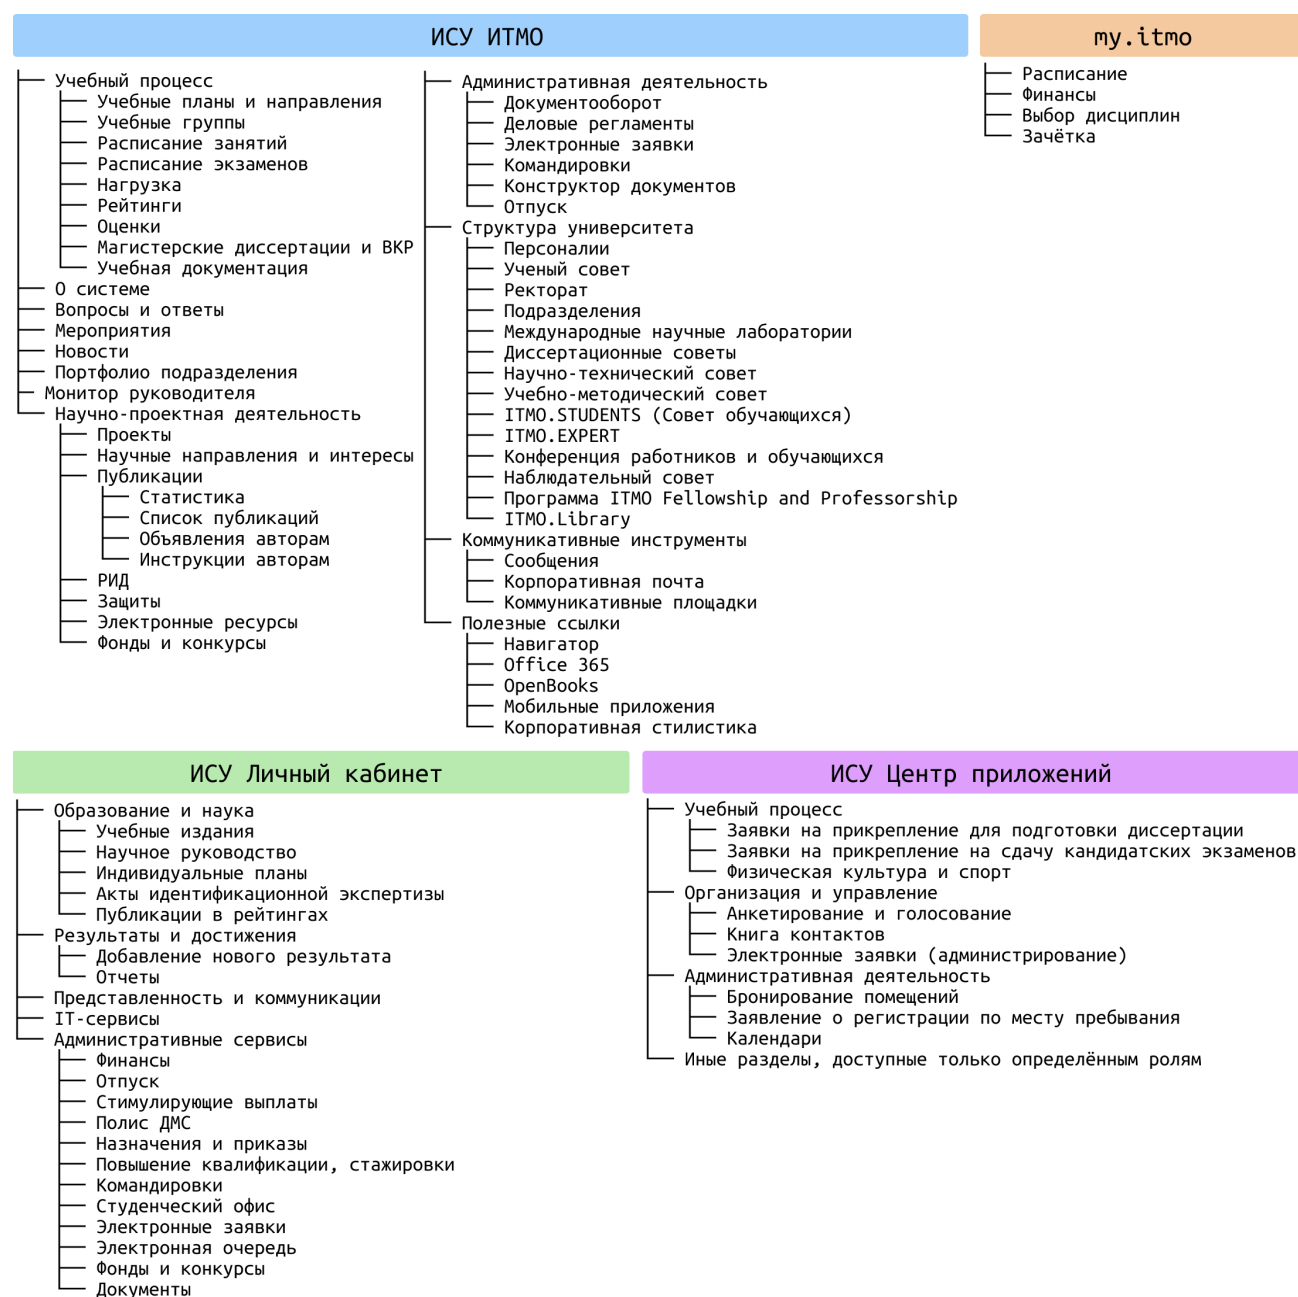 ИСУ ИТМО
Учебный процесс
Учебные планы и направления
Учебные группы
Расписание занятий
Расписание экзаменов
Нагрузка
Рейтинги
Оценки
Магистерские диссертации и ВКР
Учебная документация
О системе
Вопросы и ответы
Мероприятия
Новости
Портфолио подразделения
Монитор руководителя
Научно-проектная деятельность
Проекты
Научные направления и интересы
Публикации
Статистика
Список публикаций
Объявления авторам
Инструкции авторам
РИД
Защиты
Электронные ресурсы
Фонды и конкурсы
Административная деятельность
Документооборот
Деловые регламенты
Электронные заявки
Командировки
Конструктор документов
Отпуск
Структура университета
Персоналии
Ученый совет
Ректорат
Подразделения
Международные научные лаборатории
Диссертационные советы
Научно-технический совет
Учебно-методический совет
ITMO.STUDENTS (Совет обучающихся)
ITMO.EXPERT
Конференция работников и обучающихся
Наблюдательный совет
Программа ITMO Fellowship and Professorship
ITMO.Library
Коммуникативные инструменты
Сообщения
Корпоративная почта
Коммуникативные площадки
Полезные ссылки
Навигатор
Office 365
OpenBooks
Мобильные приложения
Корпоративная стилистика
my.itmo
Расписание
Финансы
Выбор дисциплин
Зачётка
ИСУ Личный кабинет
Образование и наука
Учебные издания
Научное руководство
Индивидуальные планы
Акты идентификационной экспертизы
Публикации в рейтингах
Результаты и достижения
Добавление нового результата
Отчеты
Представленность и коммуникации
IT-сервисы
Административные сервисы
Финансы
Отпуск
Стимулирующие выплаты
Полис ДМС
Назначения и приказы
Повышение квалификации, стажировки
Командировки
Студенческий офис
Электронные заявки
Электронная очередь
Фонды и конкурсы
Документы
ИСУ Центр приложений
Учебный процесс
Заявки на прикрепление для подготовки диссертации
Заявки на прикрепление на сдачу кандидатских экзаменов
Физическая культура и спорт
Организация и управление
Анкетирование и голосование
Книга контактов
Электронные заявки (администрирование)
Административная деятельность
Бронирование помещений
Заявление о регистрации по месту пребывания
Календари
Иные разделы, доступные только определённым ролям